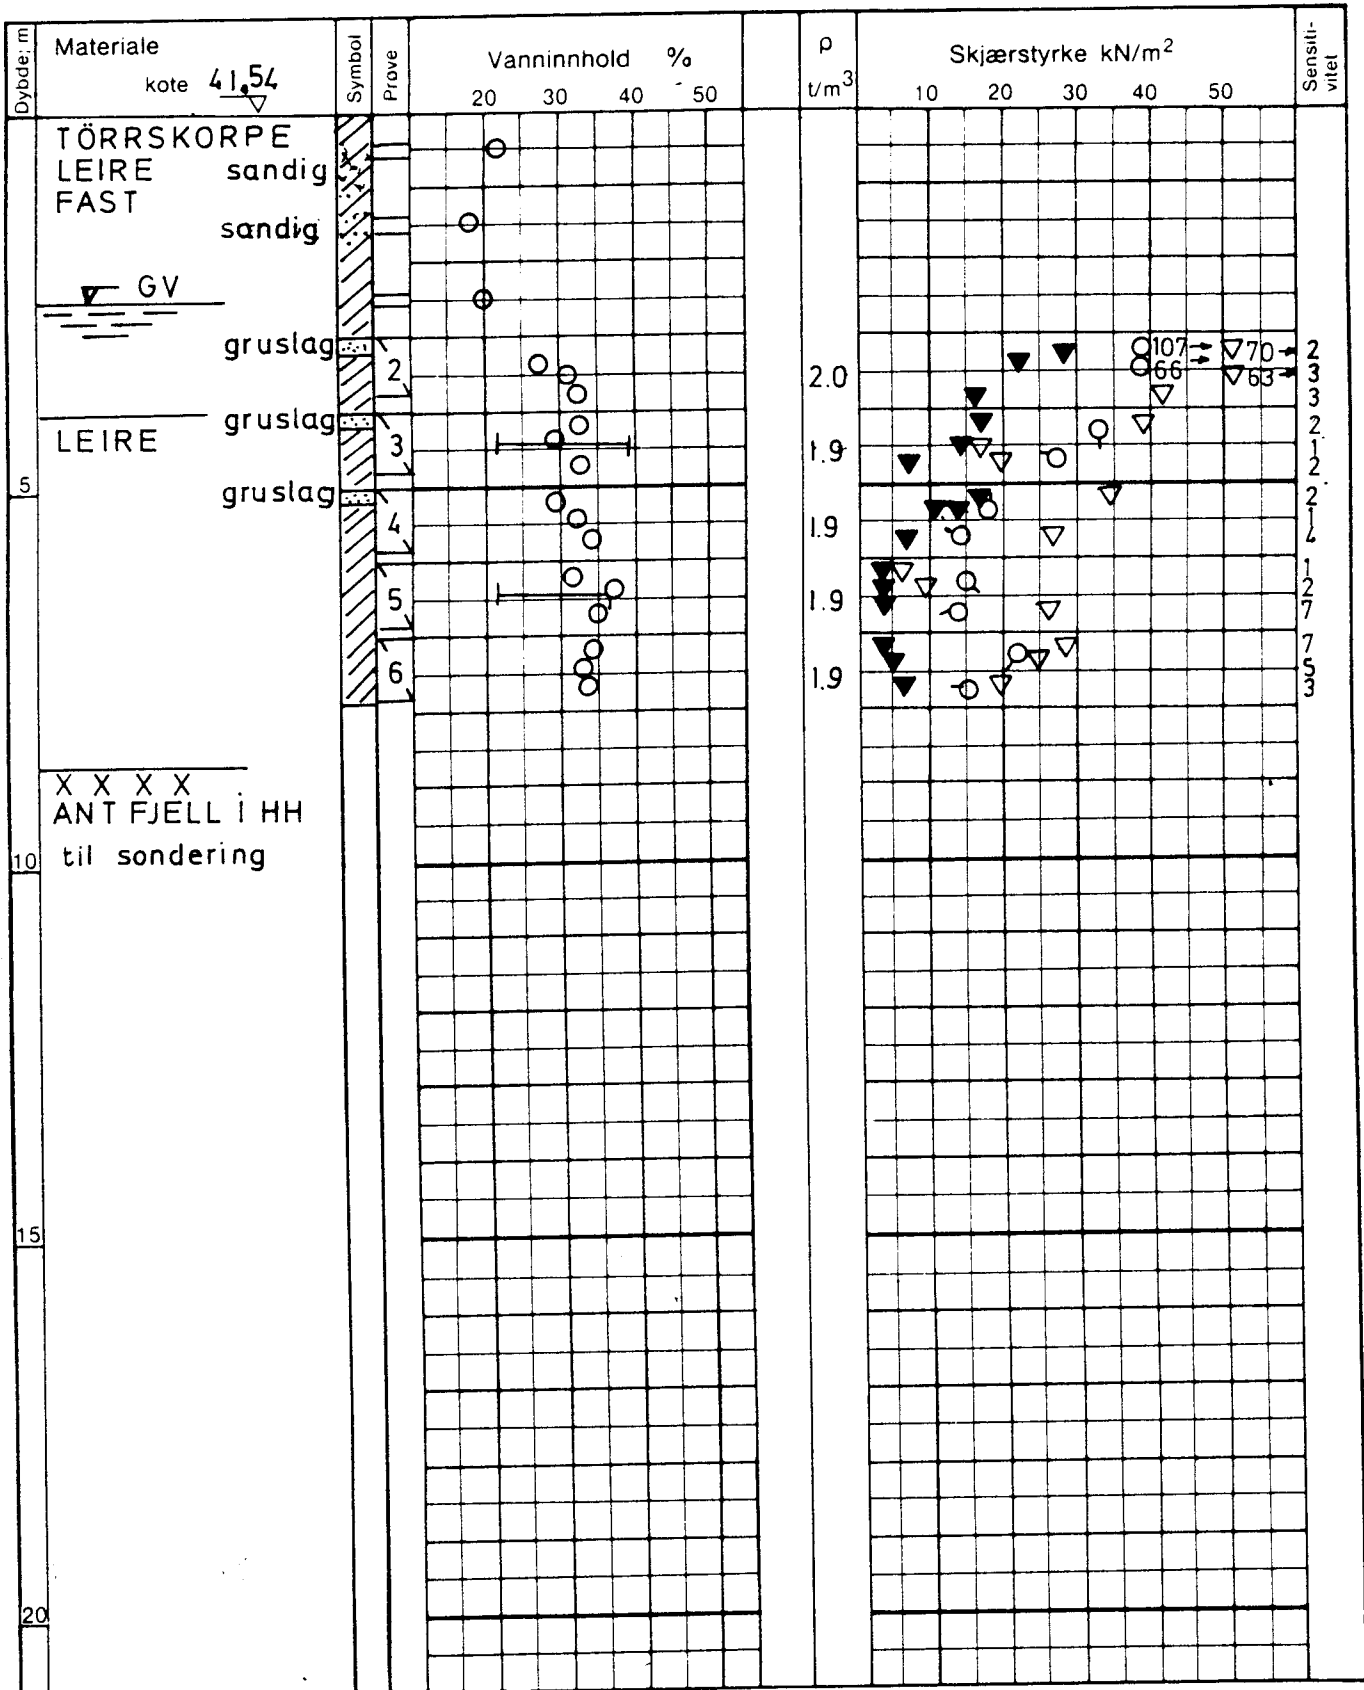 Dybde; m
Materiale
kote 41,54
Symbol
Prøve
Vanninnhold %
20 30 40 50
ρ
t/m³
Skjærstyrke kN/m²
10 20 30 40 50
Sensiti-
vitet
TÖRRSKORPE
LEIRE sandig
FAST
sandig
GV
gruslag
2
2.0
107 70 2
66 63 3
3
gruslag
LEIRE
3
1.9
2
1
2
5
gruslag
4
1.9
2
1
4
5
1.9
1
2
7
6
1.9
7
5
3
X X X X
ANT FJELL i HH
til sondering
10
15
20